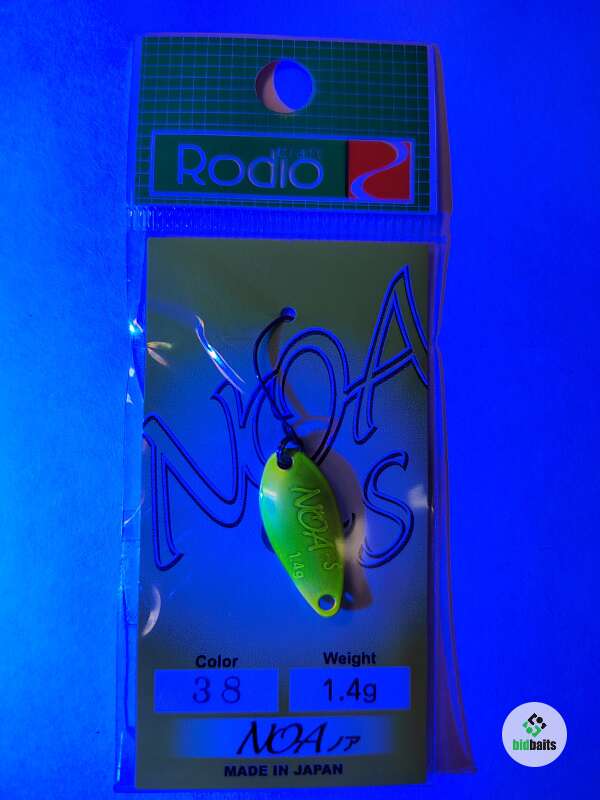 Rodio
NOA
S
NOA-S
1.4g
Color
Weight
38
1.4g
NOA ノア
MADE IN JAPAN
bidbaits